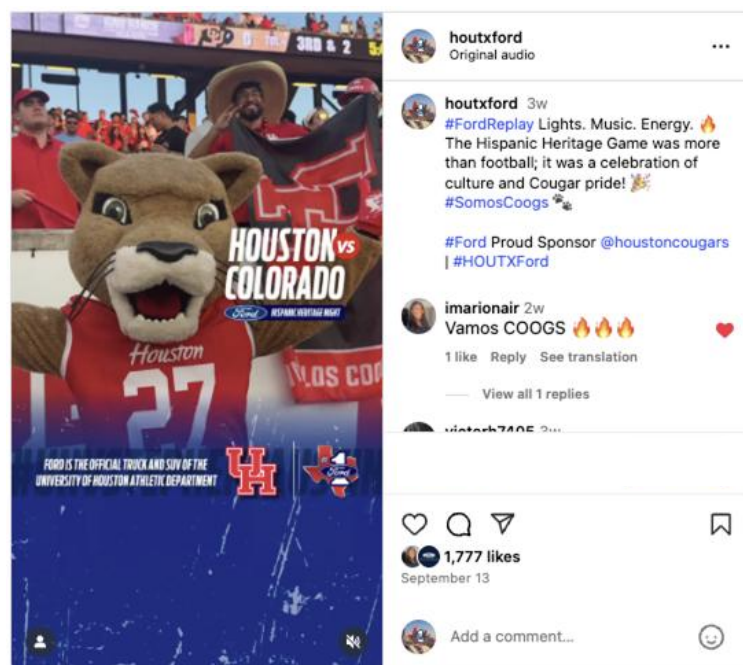 3RD & 2
HOUSTON VS
COLORADO
Ford HISPANIC HERITAGE NIGHT
Houston
27
LOS COO
FORD IS THE OFFICIAL TRUCK AND SUV OF THE
UNIVERSITY OF HOUSTON ATHLETIC DEPARTMENT
UH
Ford
houtxford
Original audio
houtxford 3w
#FordReplay Lights. Music. Energy. 🔥
The Hispanic Heritage Game was more
than football; it was a celebration of
culture and Cougar pride! 🎉
#SomosCoogs 🐾
#Ford Proud Sponsor @houstoncougars
| #HOUTXFord
imarionair 2w
Vamos COOGS 🔥🔥🔥
1 like Reply See translation
View all 1 replies
victorh7405 3w
1,777 likes
September 13
Add a comment...